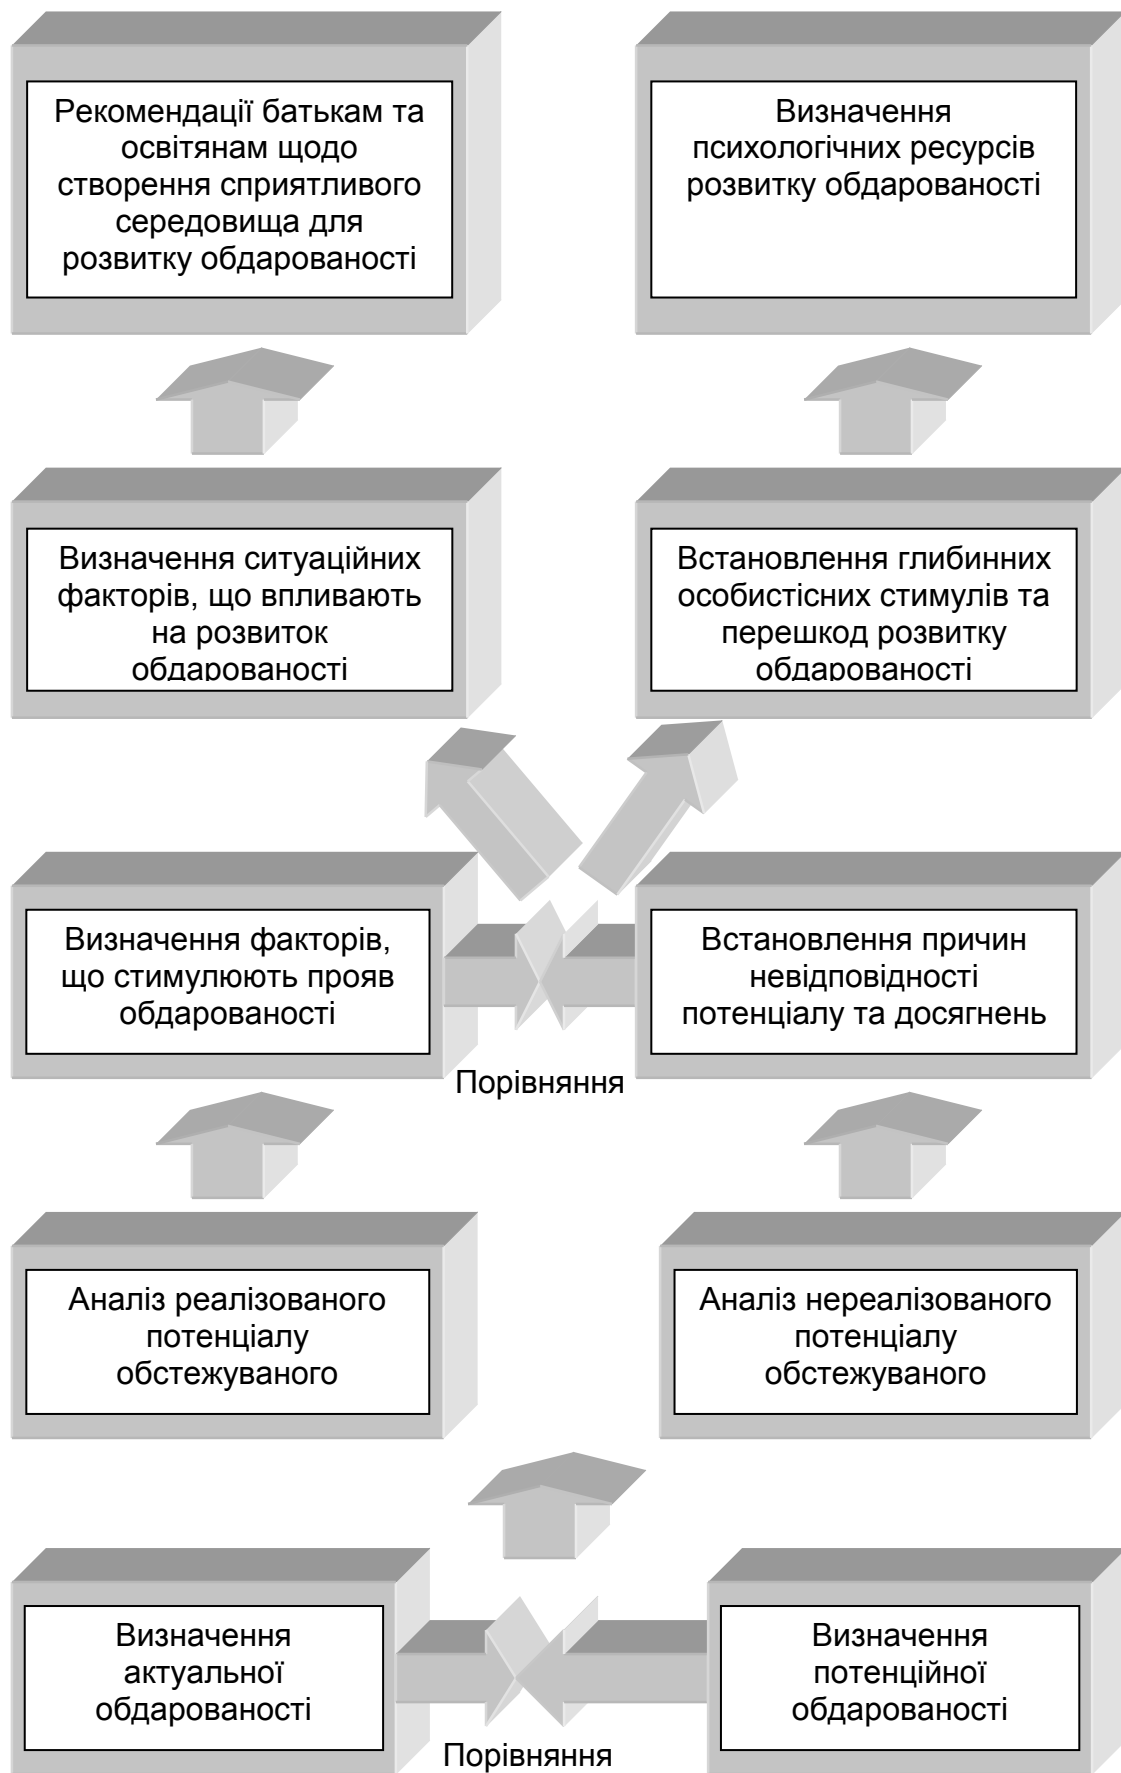 Рекомендації батькам та
освітянам щодо
створення сприятливого
середовища для
розвитку обдарованості
Визначення
психологічних ресурсів
розвитку обдарованості
Визначення ситуаційних
факторів, що впливають
на розвиток
обдарованості
Встановлення глибинних
особистісних стимулів та
перешкод розвитку
обдарованості
Визначення факторів,
що стимулюють прояв
обдарованості
Встановлення причин
невідповідності
потенціалу та досягнень
Порівняння
Аналіз реалізованого
потенціалу
обстежуваного
Аналіз нереалізованого
потенціалу
обстежуваного
Визначення
актуальної
обдарованості
Визначення
потенційної
обдарованості
Порівняння